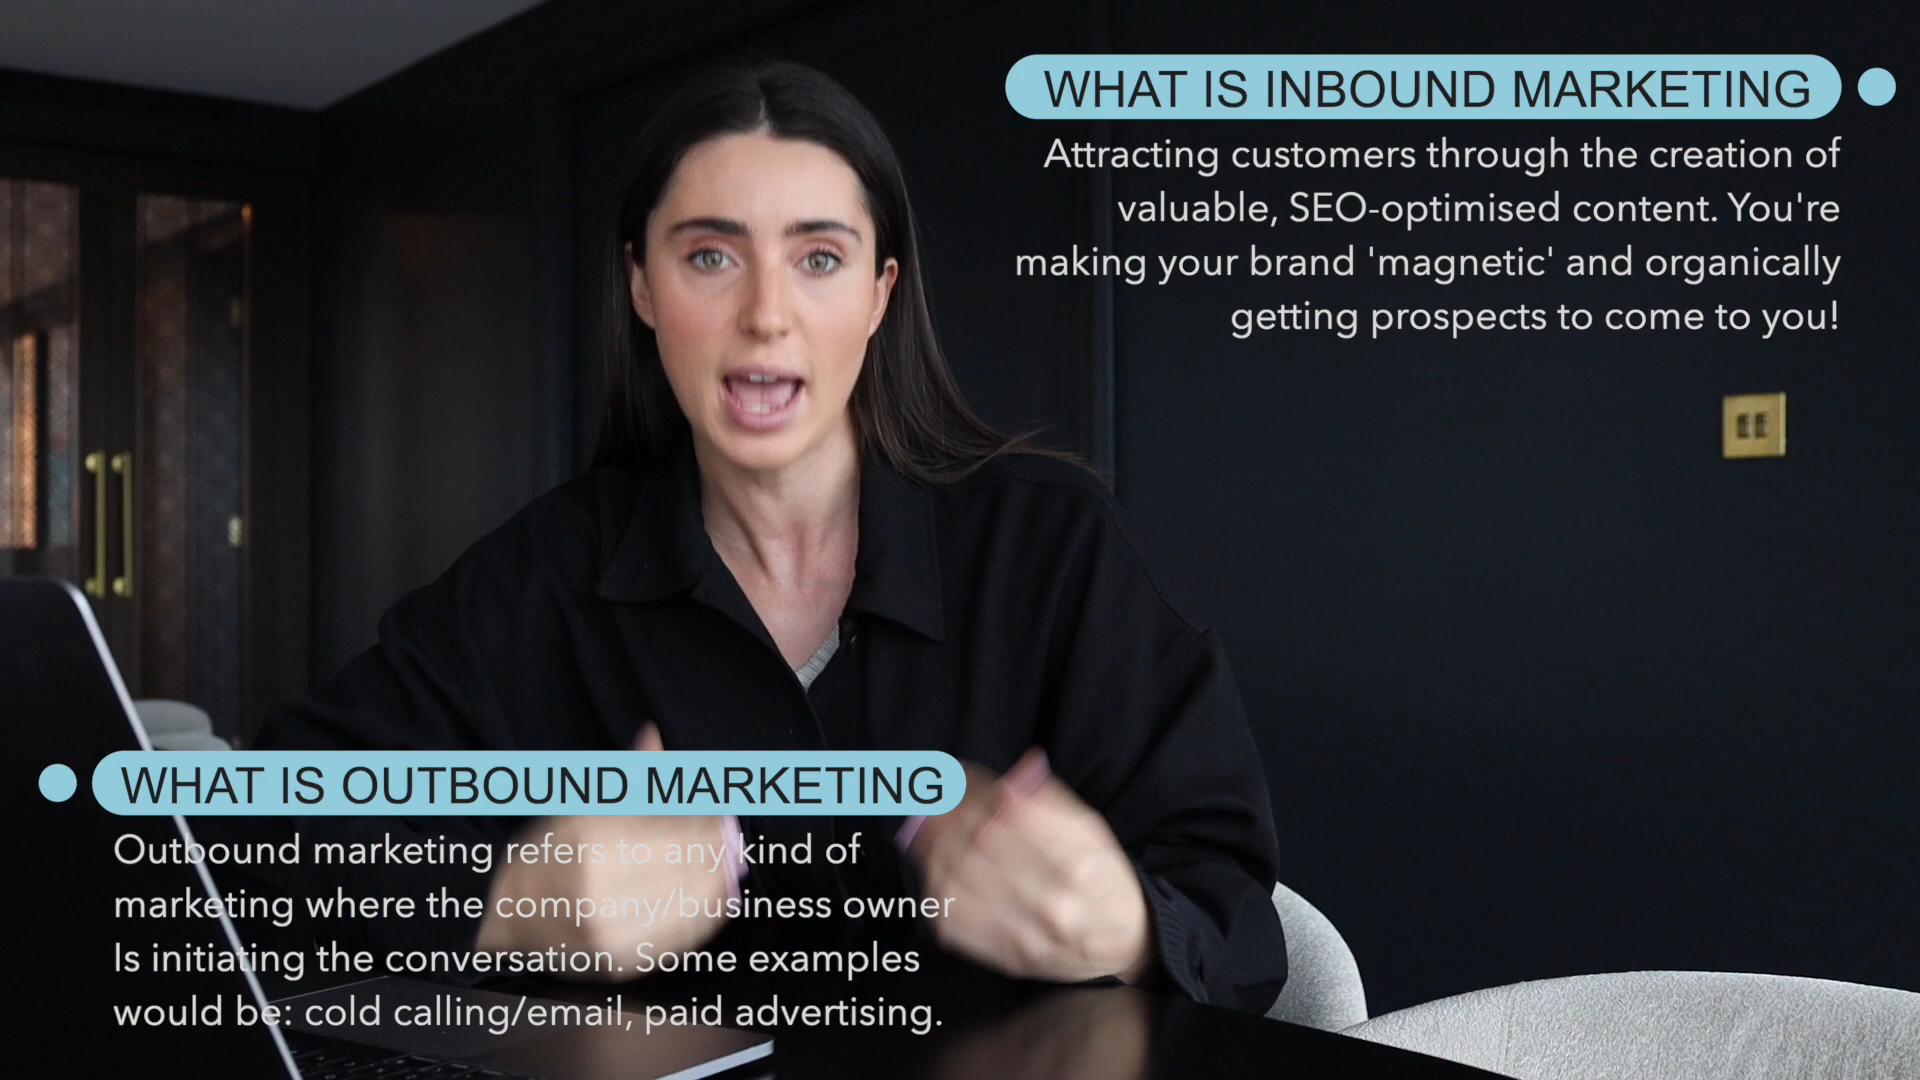 WHAT IS INBOUND MARKETING
Attracting customers through the creation of
valuable, SEO-optimised content. You're
making your brand 'magnetic' and organically
getting prospects to come to you!
WHAT IS OUTBOUND MARKETING
Outbound marketing refers to any kind of
marketing where the company/business owner
Is initiating the conversation. Some examples
would be: cold calling/email, paid advertising.